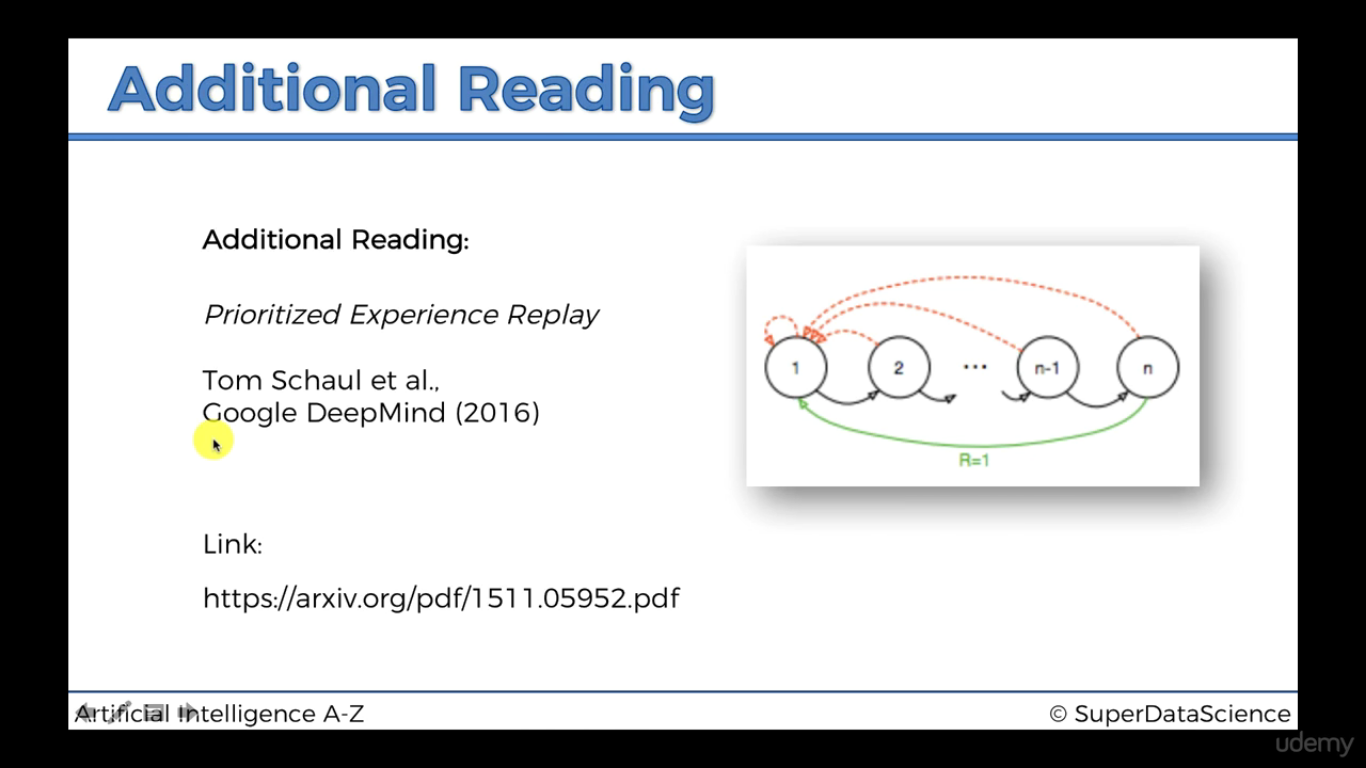 Additional Reading
Additional Reading:
Prioritized Experience Replay
Tom Schaul et al.,
Google DeepMind (2016)
Link:
https://arxiv.org/pdf/1511.05952.pdf
1
2
...
n-1
n
R=1
Artificial Intelligence A-Z
© SuperDataScience
udemy